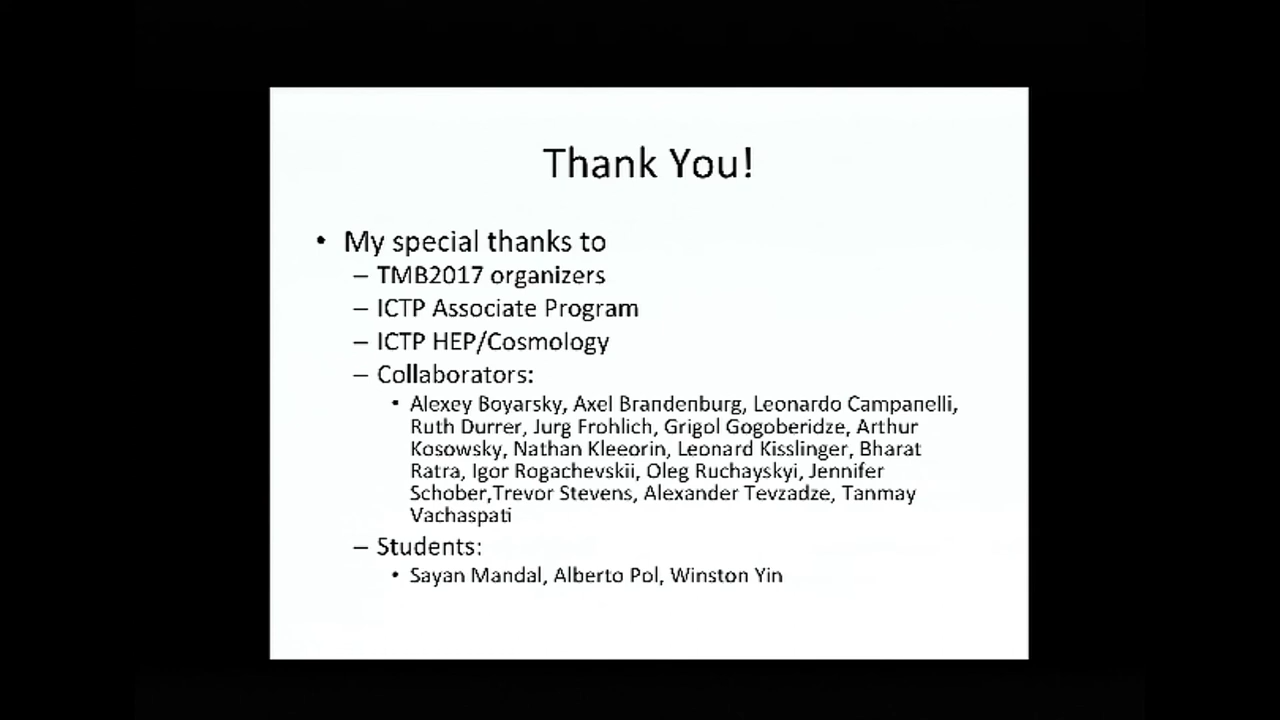 Thank You!
• My special thanks to
– TMB2017 organizers
– ICTP Associate Program
– ICTP HEP/Cosmology
– Collaborators:
• Alexey Boyarsky, Axel Brandenburg, Leonardo Campanelli,
Ruth Durrer, Jurg Frohlich, Grigol Gogoberidze, Arthur
Kosowsky, Nathan Kleeorin, Leonard Kisslinger, Bharat
Ratra, Igor Rogachevskii, Oleg Ruchayskyi, Jennifer
Schober,Trevor Stevens, Alexander Tevzadze, Tanmay
Vachaspati
– Students:
• Sayan Mandal, Alberto Pol, Winston Yin